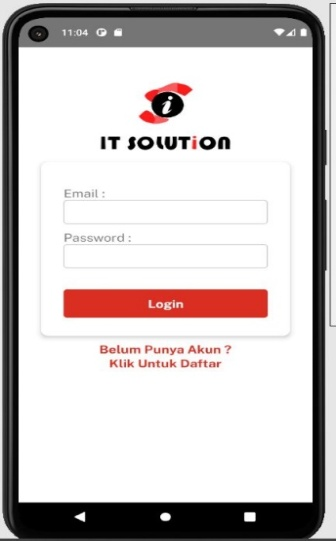 11:04
i
IT SOLUTiON
Email :
Password :
Login
Belum Punya Akun ?
Klik Untuk Daftar